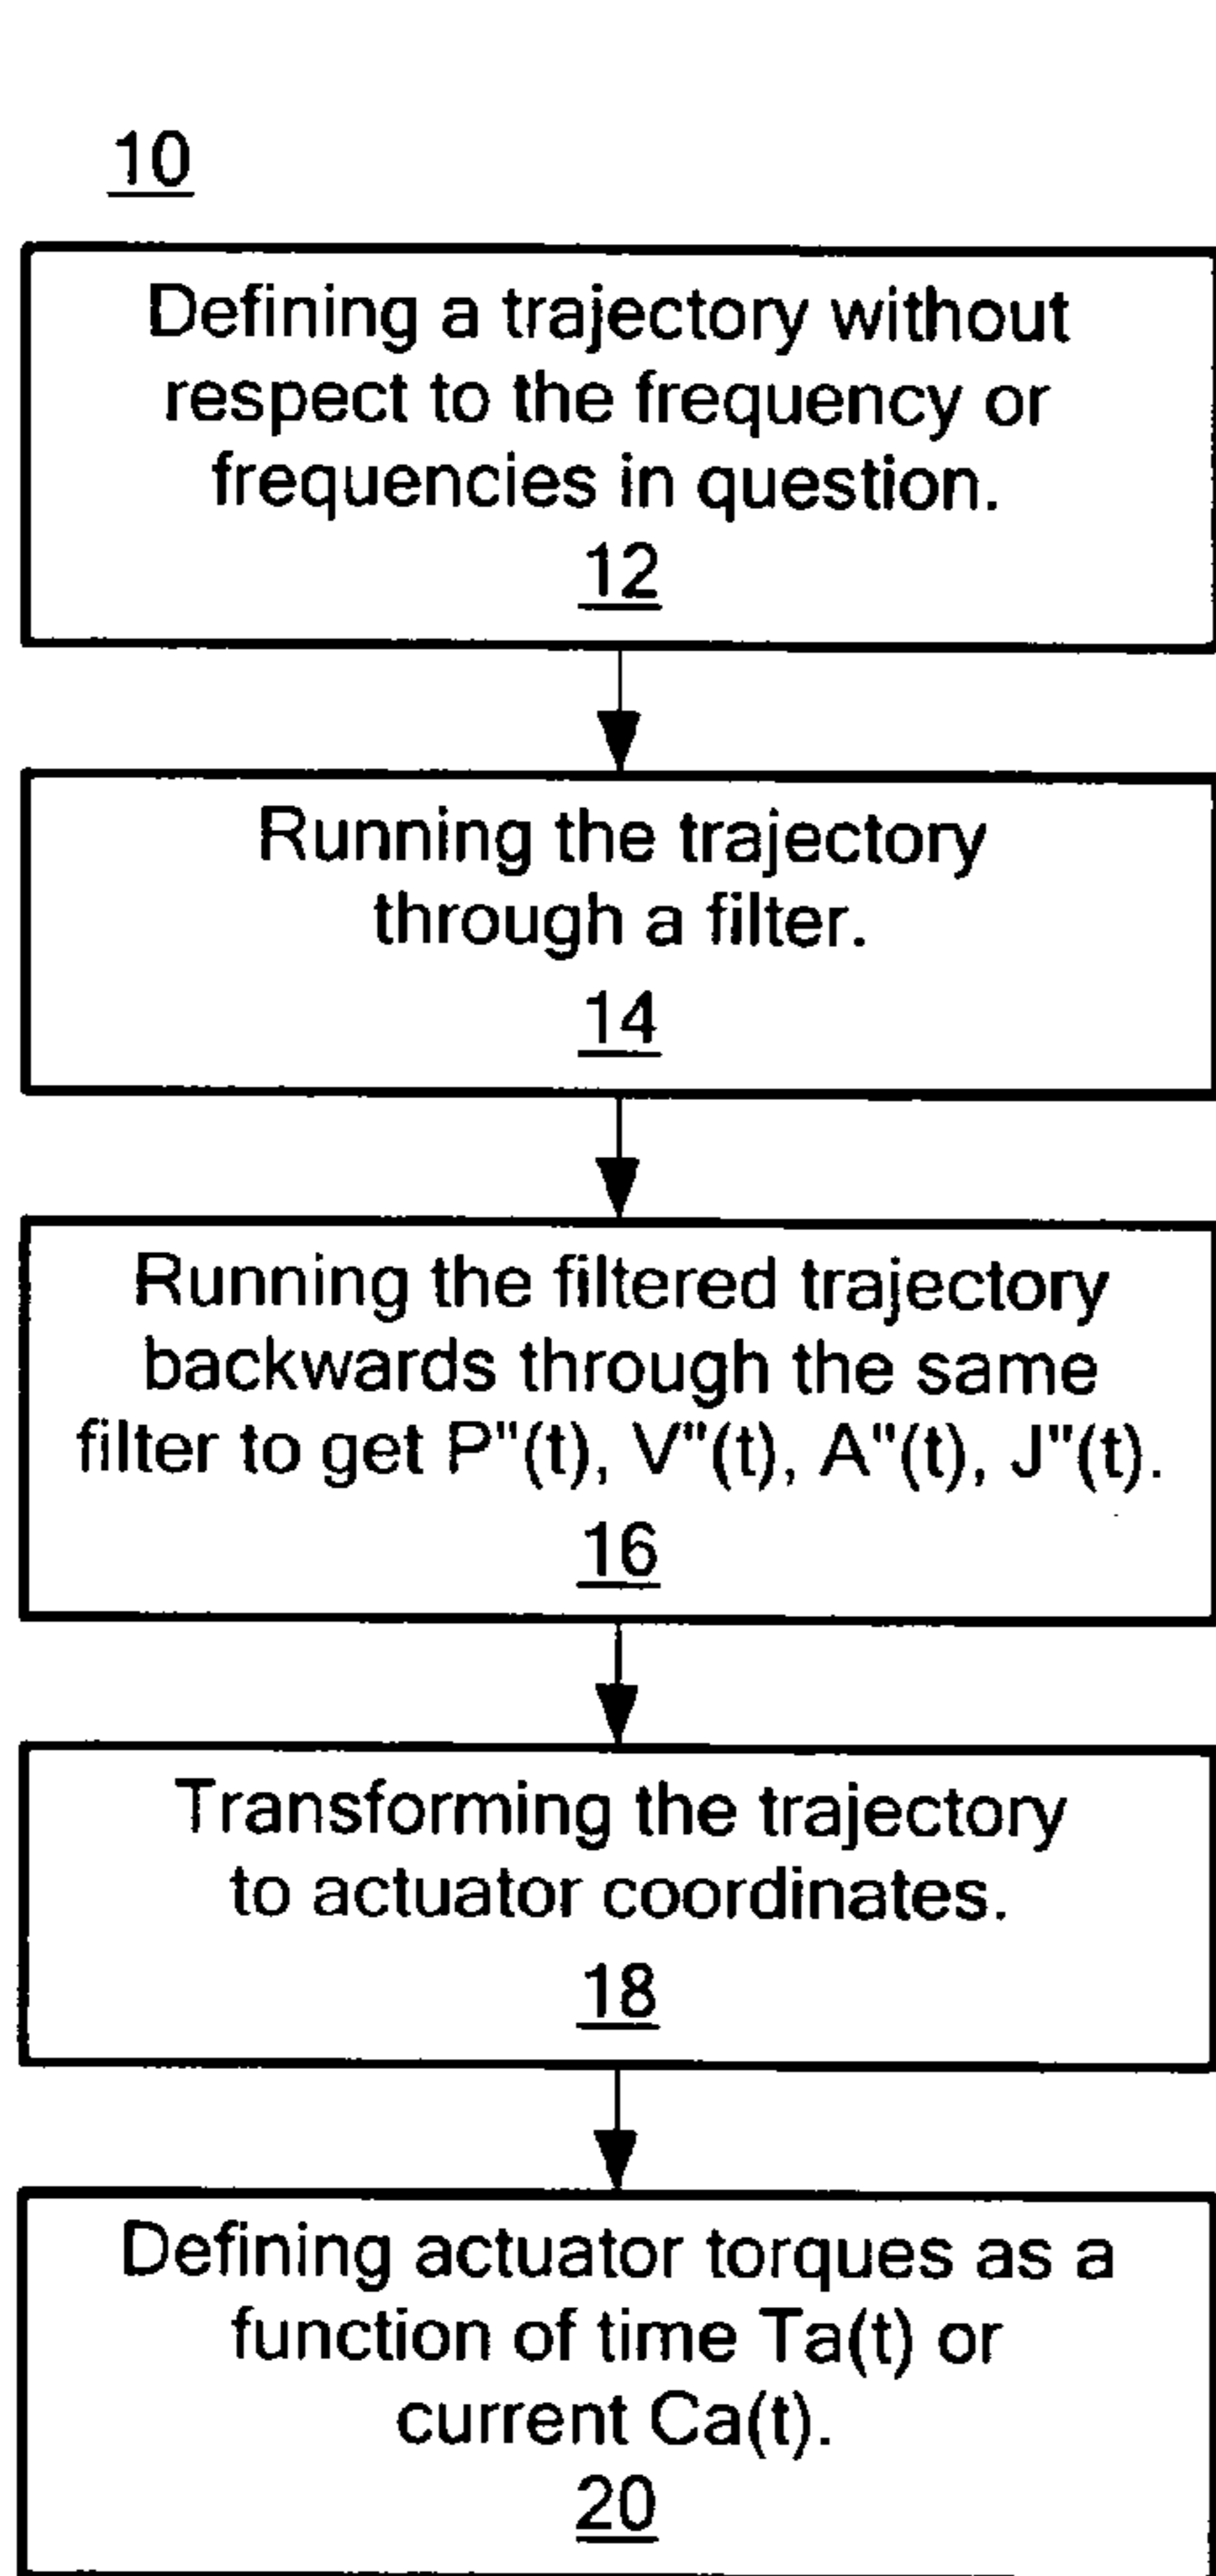 10
Defining a trajectory without
respect to the frequency or
frequencies in question.
12
Running the trajectory
through a filter.
14
Running the filtered trajectory
backwards through the same
filter to get P"(t), V"(t), A"(t), J"(t).
16
Transforming the trajectory
to actuator coordinates.
18
Defining actuator torques as a
function of time Ta(t) or
current Ca(t).
20